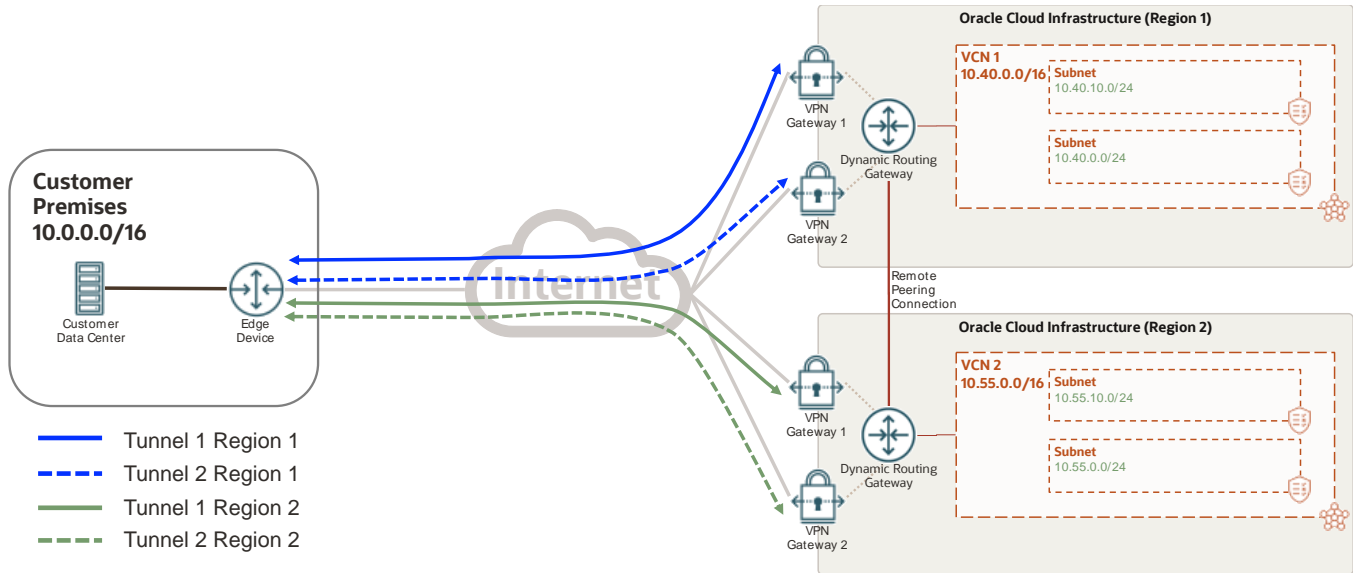 Oracle Cloud Infrastructure (Region 1)
VCN 1
10.40.0.0/16
Subnet
10.40.10.0/24
Subnet
10.40.0.0/24
VPN
Gateway 1
Dynamic Routing
Gateway
VPN
Gateway 2
Customer
Premises
10.0.0.0/16
Customer
Data Center
Edge
Device
Internet
Remote
Peering
Connection
Oracle Cloud Infrastructure (Region 2)
VCN 2
10.55.0.0/16
Subnet
10.55.10.0/24
Subnet
10.55.0.0/24
VPN
Gateway 1
Dynamic Routing
Gateway
VPN
Gateway 2
Tunnel 1 Region 1
Tunnel 2 Region 1
Tunnel 1 Region 2
Tunnel 2 Region 2